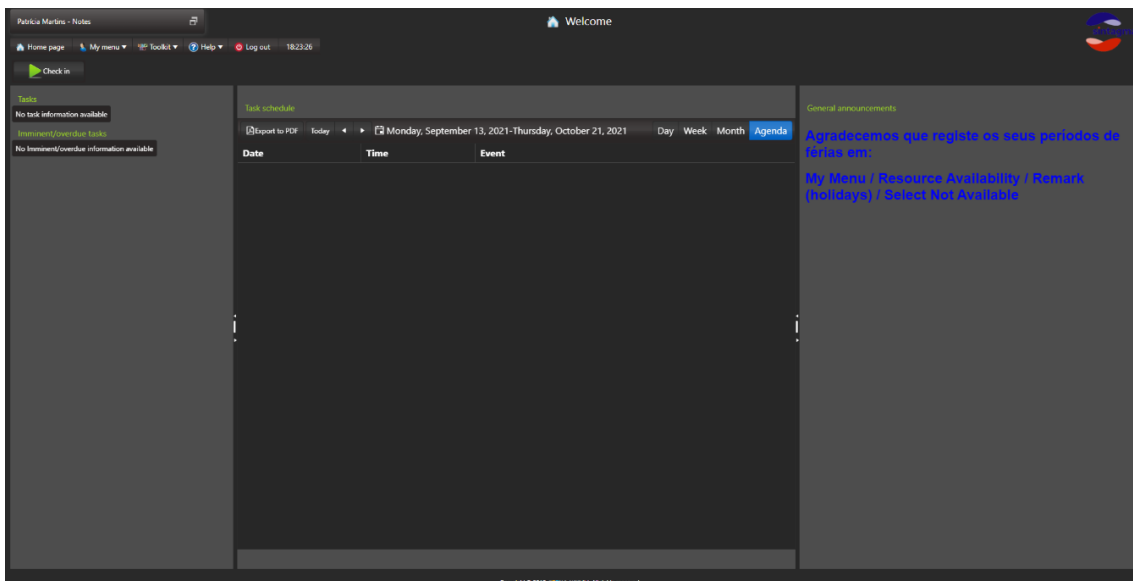 Patrícia Martins - Notes
Welcome
Home page My menu Toolkit Help Log out 18:23:26
Check in
Tasks
No task information available
Imminent/overdue tasks
No Imminent/overdue information available
Task schedule
Export to PDF Today Monday, September 13, 2021-Thursday, October 21, 2021 Day Week Month Agenda
Date Time Event
General announcements
Agradecemos que registe os seus períodos de
férias em:
My Menu / Resource Availability / Remark
(holidays) / Select Not Available